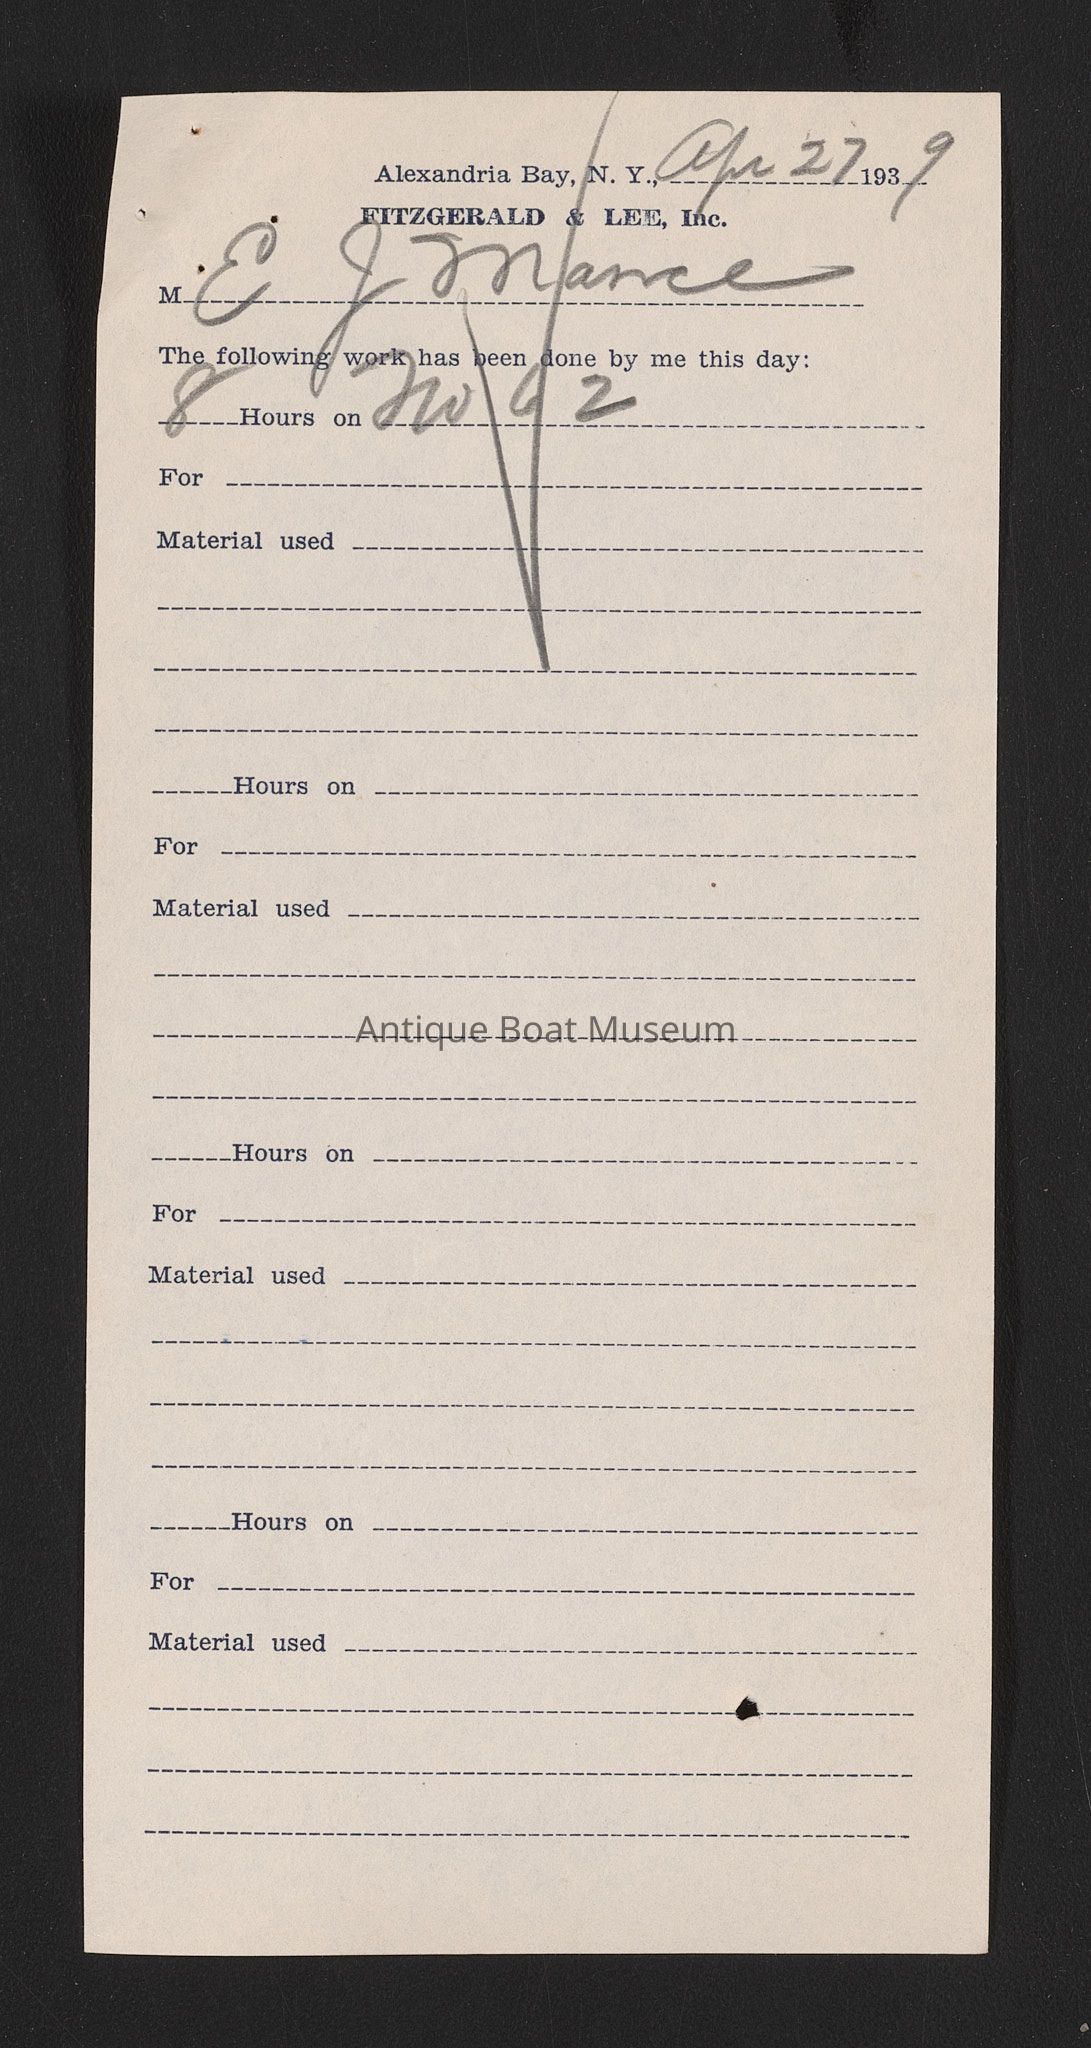 Alexandria Bay, N. Y., Apr 27 1939
FITZGERALD & LEE, Inc.
M E J
The following work has been done by me this day:
8 Hours on No 62
For
Material used
Hours on
For
Material used
Antique Boat Museum
Hours on
For
Material used
Hours on
For
Material used